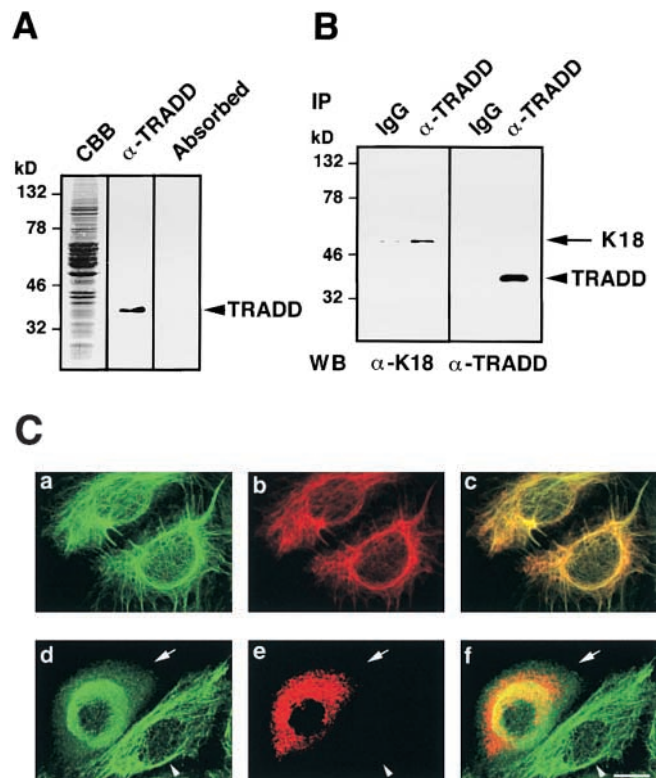 A
CBB
α-TRADD
Absorbed
kD
132
78
46
32
TRADD
B
IP
IgG
α-TRADD
IgG
α-TRADD
kD
132
78
46
32
K18
TRADD
WB α-K18 α-TRADD
C
a
b
c
d
e
f